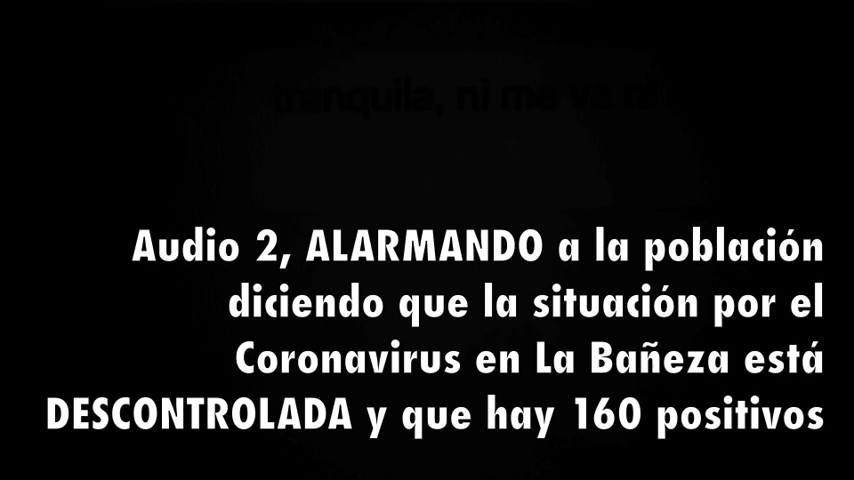 tranquila, ni me va ni
Audio 2, ALARMANDO a la población
diciendo que la situación por el
Coronavirus en La Bañeza está
DESCONTROLADA y que hay 160 positivos